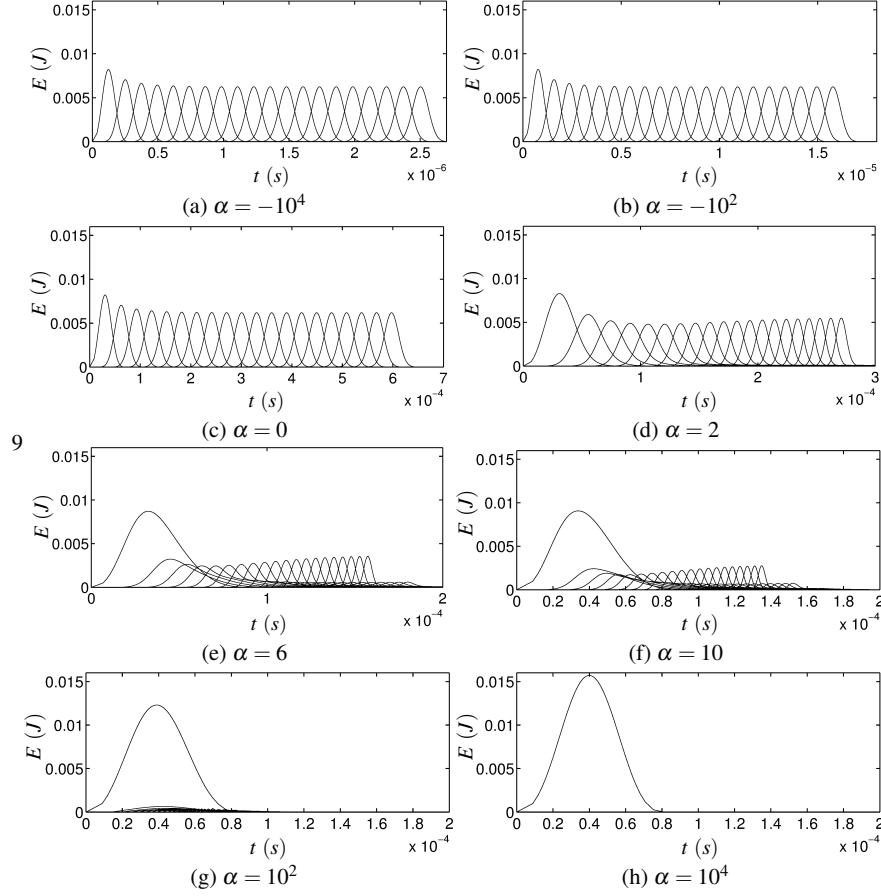 0.015 0.015
0.01 0.01
0.005 0.005
0 0
E (J) E (J)
0 0.5 1 1.5 2 2.5 0 0.5 1 1.5
t (s) x 10⁻⁶ t (s) x 10⁻⁵
(a) α = −10⁴ (b) α = −10²
0.015 0.015
0.01 0.01
0.005 0.005
0 0
E (J) E (J)
0 1 2 3 4 5 6 7 0 1 2 3
t (s) x 10⁻⁴ t (s) x 10⁻⁴
(c) α = 0 (d) α = 2
9
0.015 0.015
0.01 0.01
0.005 0.005
0 0
E (J) E (J)
0 1 2 0 0.2 0.4 0.6 0.8 1 1.2 1.4 1.6 1.8 2
t (s) x 10⁻⁴ t (s) x 10⁻⁴
(e) α = 6 (f) α = 10
0.015 0.015
0.01 0.01
0.005 0.005
0 0
E (J) E (J)
0 0.2 0.4 0.6 0.8 1 1.2 1.4 1.6 1.8 2 0 0.2 0.4 0.6 0.8 1 1.2 1.4 1.6 1.8 2
t (s) x 10⁻⁴ t (s) x 10⁻⁴
(g) α = 10² (h) α = 10⁴